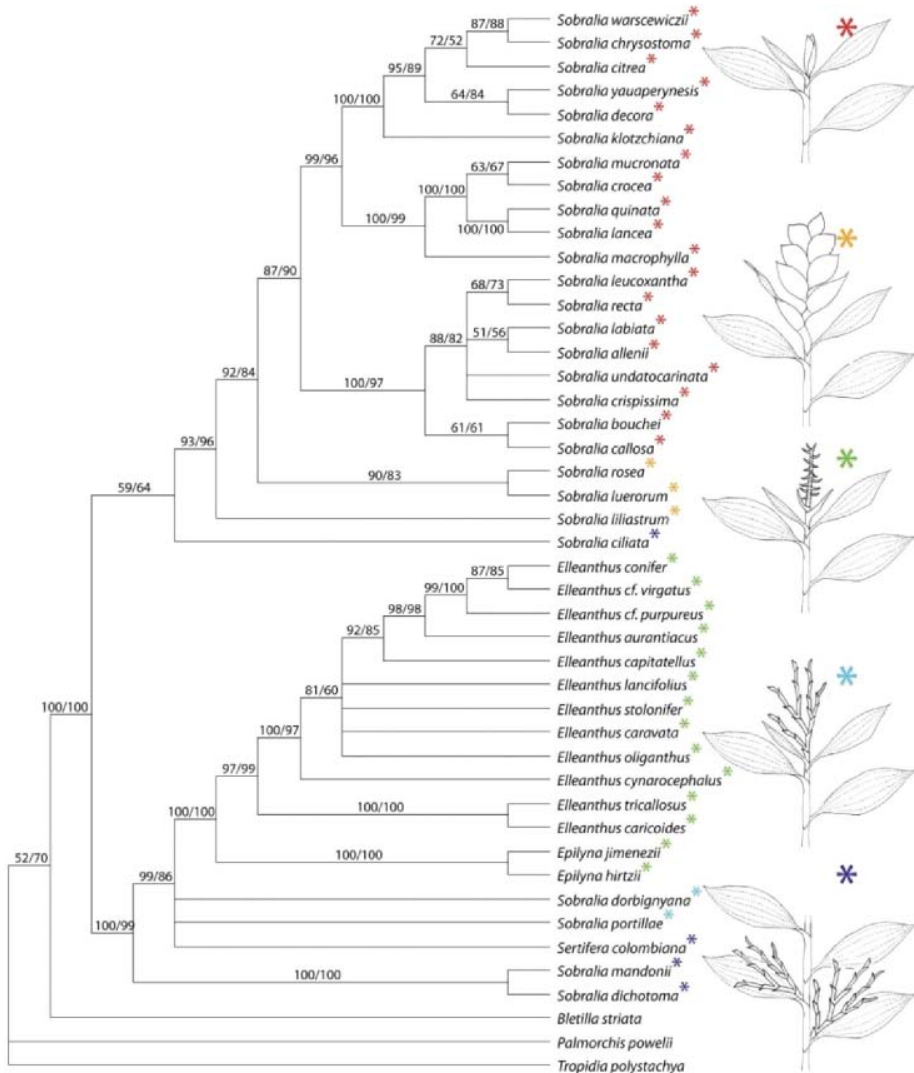 87/88
Sobralia warscewiczii*
72/52
Sobralia chrysostoma*
95/89
Sobralia citrea*
100/100
64/84
Sobralia yauaperynesis*
Sobralia decora*
99/96
Sobralia klotzchiana*
63/67
Sobralia mucronata*
100/100
Sobralia crocea*
100/99
Sobralia quinata*
100/100
Sobralia lancea*
87/90
Sobralia macrophylla*
68/73
Sobralia leucoxantha*
Sobralia recta*
88/82
51/56
Sobralia labiata*
Sobralia allenii*
92/84
100/97
Sobralia undatocarinata*
Sobralia crispissima*
61/61
Sobralia bouchei*
93/96
Sobralia callosa*
90/83
Sobralia rosea*
59/64
Sobralia luerorum*
Sobralia liliastrum*
Sobralia ciliata*
87/85
Elleanthus conifer*
99/100
Elleanthus cf. virgatus*
98/98
Elleanthus cf. purpureus*
92/85
Elleanthus aurantiacus*
Elleanthus capitatellus*
81/60
Elleanthus lancifolius*
100/100
Elleanthus stolonifer*
100/97
Elleanthus caravata*
Elleanthus oliganthus*
97/99
Elleanthus cynarocephalus*
100/100
100/100
Elleanthus tricallosus*
Elleanthus caricoides*
52/70
100/100
Epilyna jimenezii*
99/86
Epilyna hirtzii*
Sobralia dorbignyana*
100/99
Sobralia portillae*
Sertifera colombiana*
100/100
Sobralia mandonii*
Sobralia dichotoma*
Bletilla striata
Palmorchis powelii
Tropidia polystachya